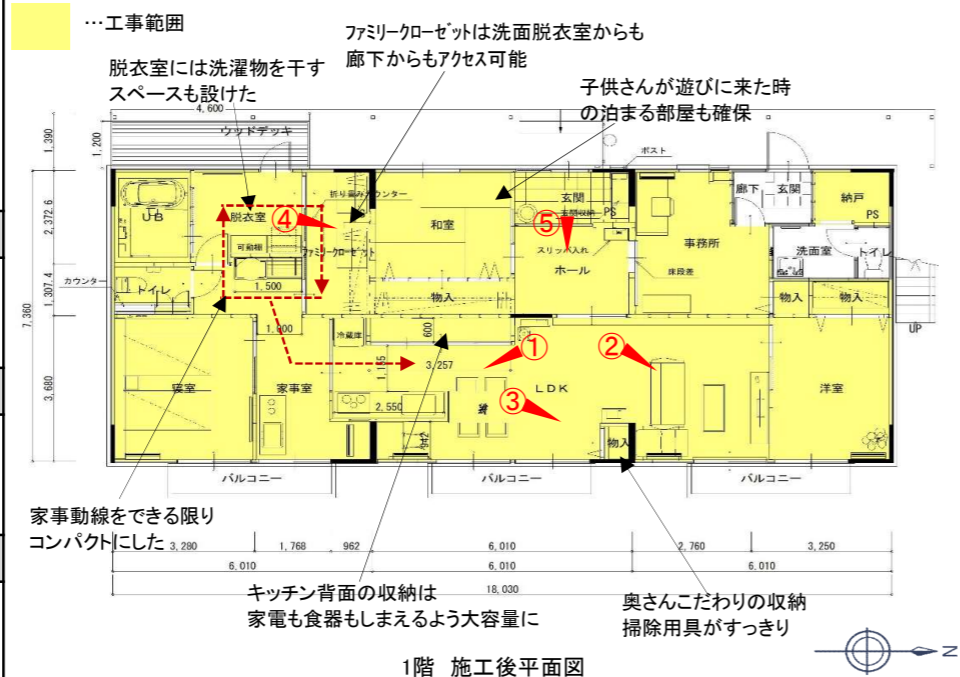 …工事範囲
ファミリークローゼットは洗面脱衣室からも
廊下からもアクセス可能
脱衣室には洗濯物を干す
スペースも設けた
子供さんが遊びに来た時
の泊まる部屋も確保
4,600
1,390
1,200
ウッドデッキ
ポスト
UB
脱衣室
④
折り畳みカウンター
和室
玄関
玄関収納
PS
⑤
廊下
玄関
納戸
PS
2,372.6
可動棚
ファミリークローゼット
スリッパ入れ
ホール
事務所
床段差
洗面室
トイレ
カウンター
トイレ
1,500
物入
物入
物入
1,307.4
7,360
UP
1,000
冷蔵庫
600
①
②
3,257
1,155
LDK
3,680
寝室
家事室
2,550
③
洋室
942
物入
バルコニー
バルコニー
バルコニー
家事動線をできる限り
コンパクトにした
3,280
1,768
962
6,010
2,760
3,250
6,010
6,010
6,010
18,030
キッチン背面の収納は
家電も食器もしまえるよう大容量に
奥さんこだわりの収納
掃除用具がすっきり
N
1階 施工後平面図